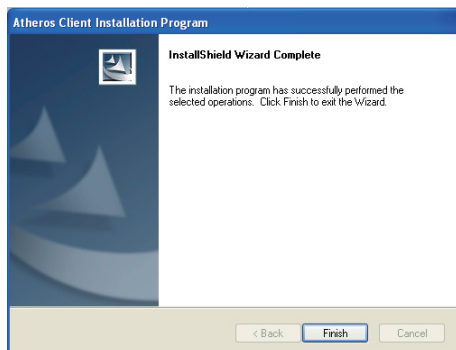 Atheros Client Installation Program
InstallShield Wizard Complete
The installation program has successfully performed the
selected operations.  Click Finish to exit the Wizard.
< Back
Finish
Cancel